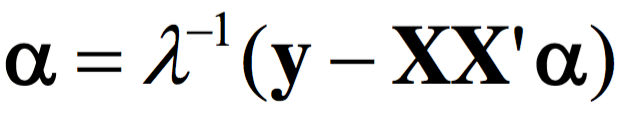 α = λ⁻¹(y − XX'α)